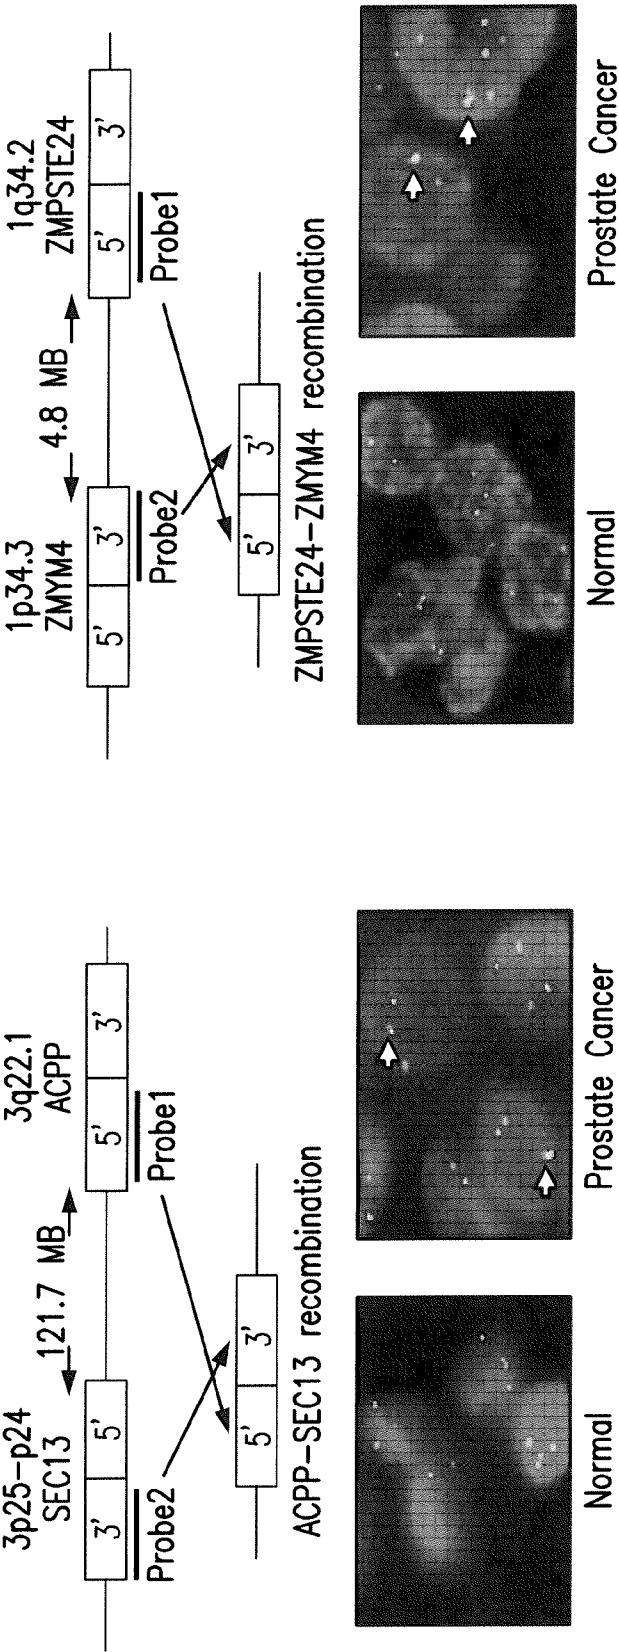 3p25-p24
SEC13
121.7 MB
3q22.1
ACPP
3' 5'
5' 3'
Probe2
Probe1
5' 3'
ACPP-SEC13 recombination
Normal
Prostate Cancer
1p34.3
ZMYM4
4.8 MB
1q34.2
ZMPSTE24
5' 3'
5' 3'
Probe2
Probe1
5' 3'
ZMPSTE24-ZMYM4 recombination
Normal
Prostate Cancer